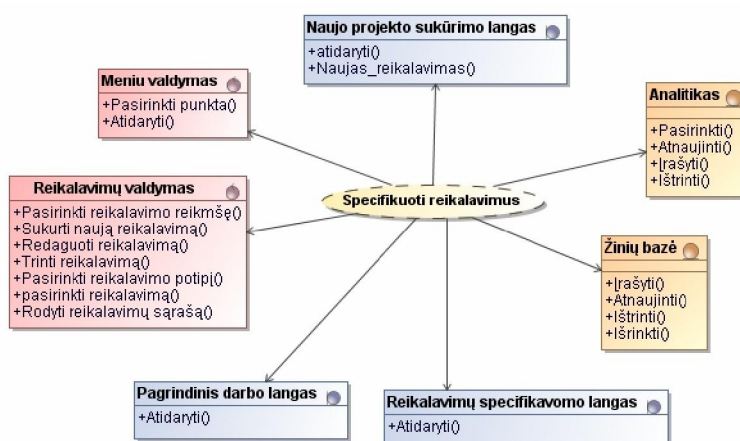 Naujo projekto sukūrimo langas
+atidaryti()
+Naujas_reikalavimas()
Meniu valdymas
+Pasirinkti punkta()
+Atidaryti()
Analitikas
+Pasirinkti()
+Atnaujinti()
+Įrašyti()
+Ištrinti()
Reikalavimų valdymas
+Pasirinkti reikalavimo reikmšę()
+Sukurti naują reikalavimą()
+Redaguoti reikalavimą()
+Trinti reikalavimą()
+Pasirinkti reikalavimo potipį()
+pasirinkti reikalavimą()
+Rodyti reikalavimų sąrašą()
Specifikuoti reikalavimus
Žinių bazė
+Įrašyti()
+Atnaujinti()
+Ištrinti()
+Išrinkti()
Pagrindinis darbo langas
+Atidaryti()
Reikalavimų specifikavomo langas
+Atidaryti()